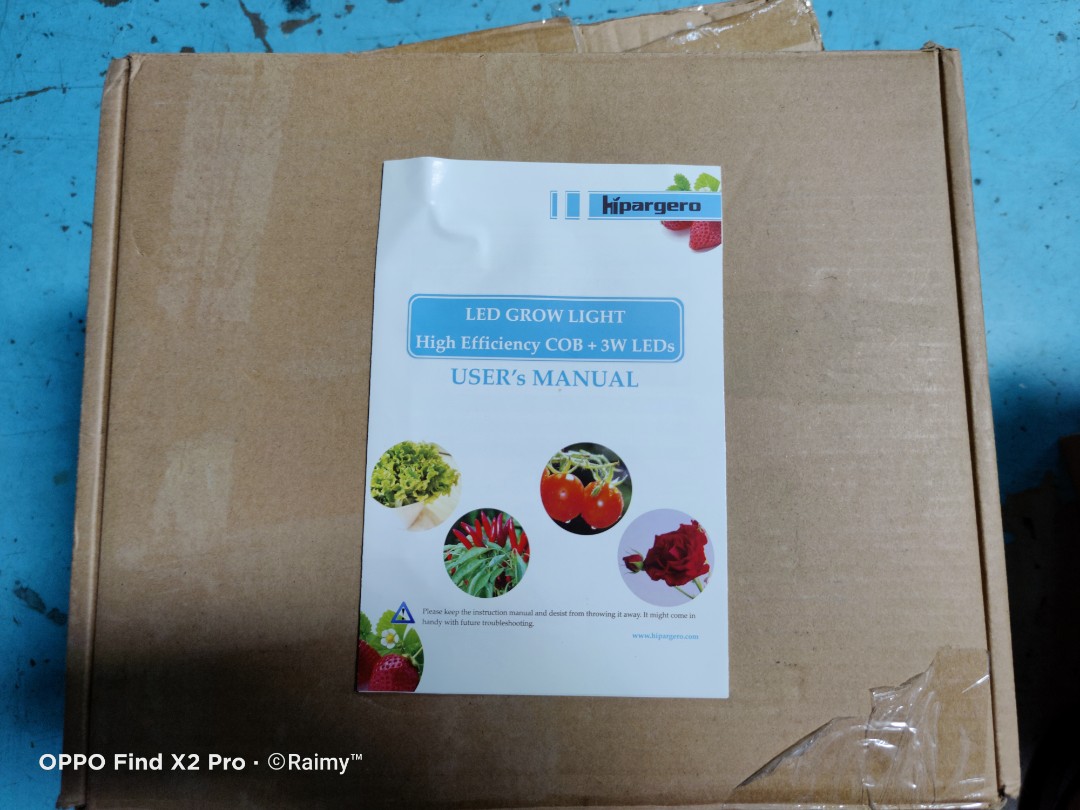 hipargero
LED GROW LIGHT
High Efficiency COB + 3W LEDs
USER's MANUAL
Please keep the instruction manual and desist from throwing it away. It might come in
handy with future troubleshooting.
www.hipargero.com
OPPO Find X2 Pro · ©Raimy™